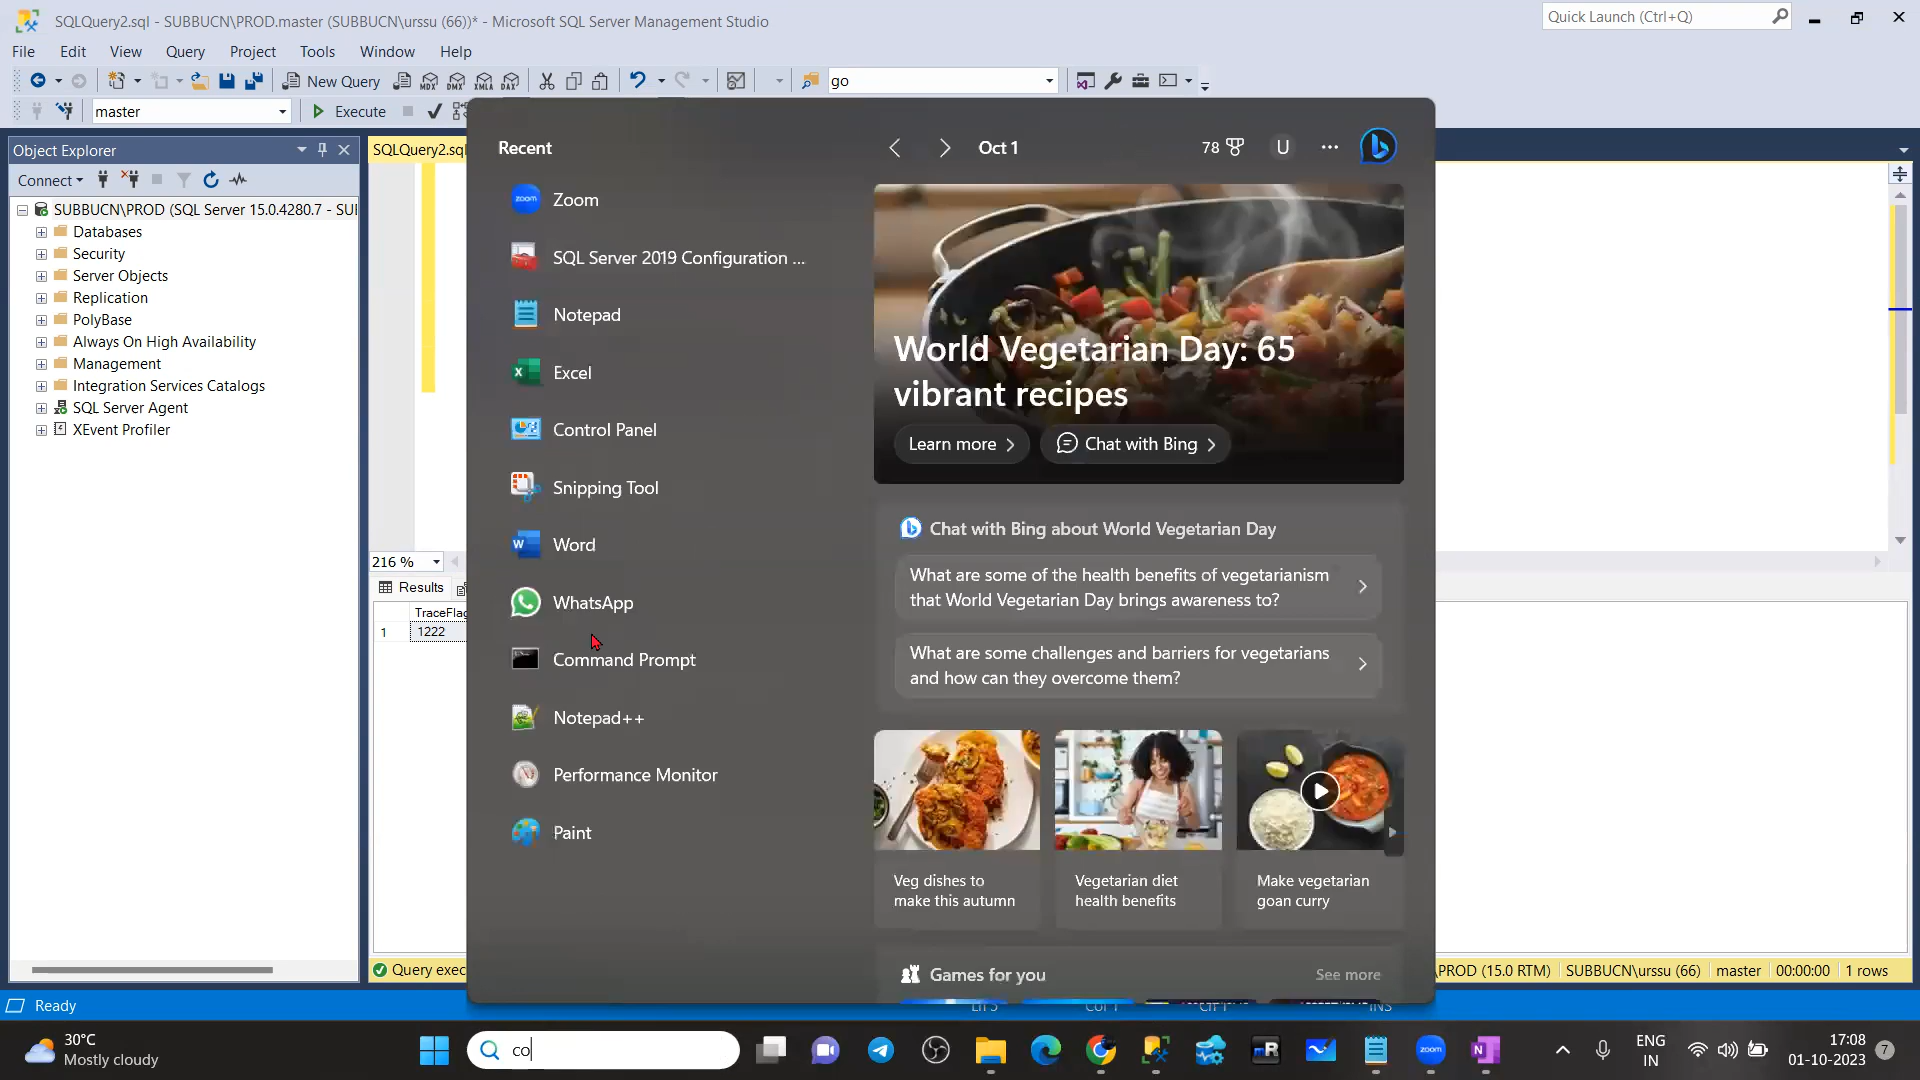 SQLQuery2.sql - SUBBUCN\PROD.master (SUBBUCN\urssu (66))* - Microsoft SQL Server Management Studio
Quick Launch (Ctrl+Q)
File Edit View Query Project Tools Window Help
New Query
MDX DMX XMLA DAX
go
master
Execute
Object Explorer
Connect
SUBBUCN\PROD (SQL Server 15.0.4280.7 - SUI
Databases
Security
Server Objects
Replication
PolyBase
Always On High Availability
Management
Integration Services Catalogs
SQL Server Agent
XEvent Profiler
SQLQuery2.sql
216 %
Results
TraceFlag
1 1222
Query exec
PROD (15.0 RTM) SUBBUCN\urssu (66) master 00:00:00 1 rows
Ready
INS
Recent
Zoom
SQL Server 2019 Configuration ...
Notepad
Excel
Control Panel
Snipping Tool
Word
WhatsApp
Command Prompt
Notepad++
Performance Monitor
Paint
Oct 1
78
U
World Vegetarian Day: 65
vibrant recipes
Learn more
Chat with Bing
Chat with Bing about World Vegetarian Day
What are some of the health benefits of vegetarianism
that World Vegetarian Day brings awareness to?
What are some challenges and barriers for vegetarians
and how can they overcome them?
Veg dishes to
make this autumn
Vegetarian diet
health benefits
Make vegetarian
goan curry
Games for you
See more
30°C
Mostly cloudy
co
zoom
ENG
IN
17:08
01-10-2023
7